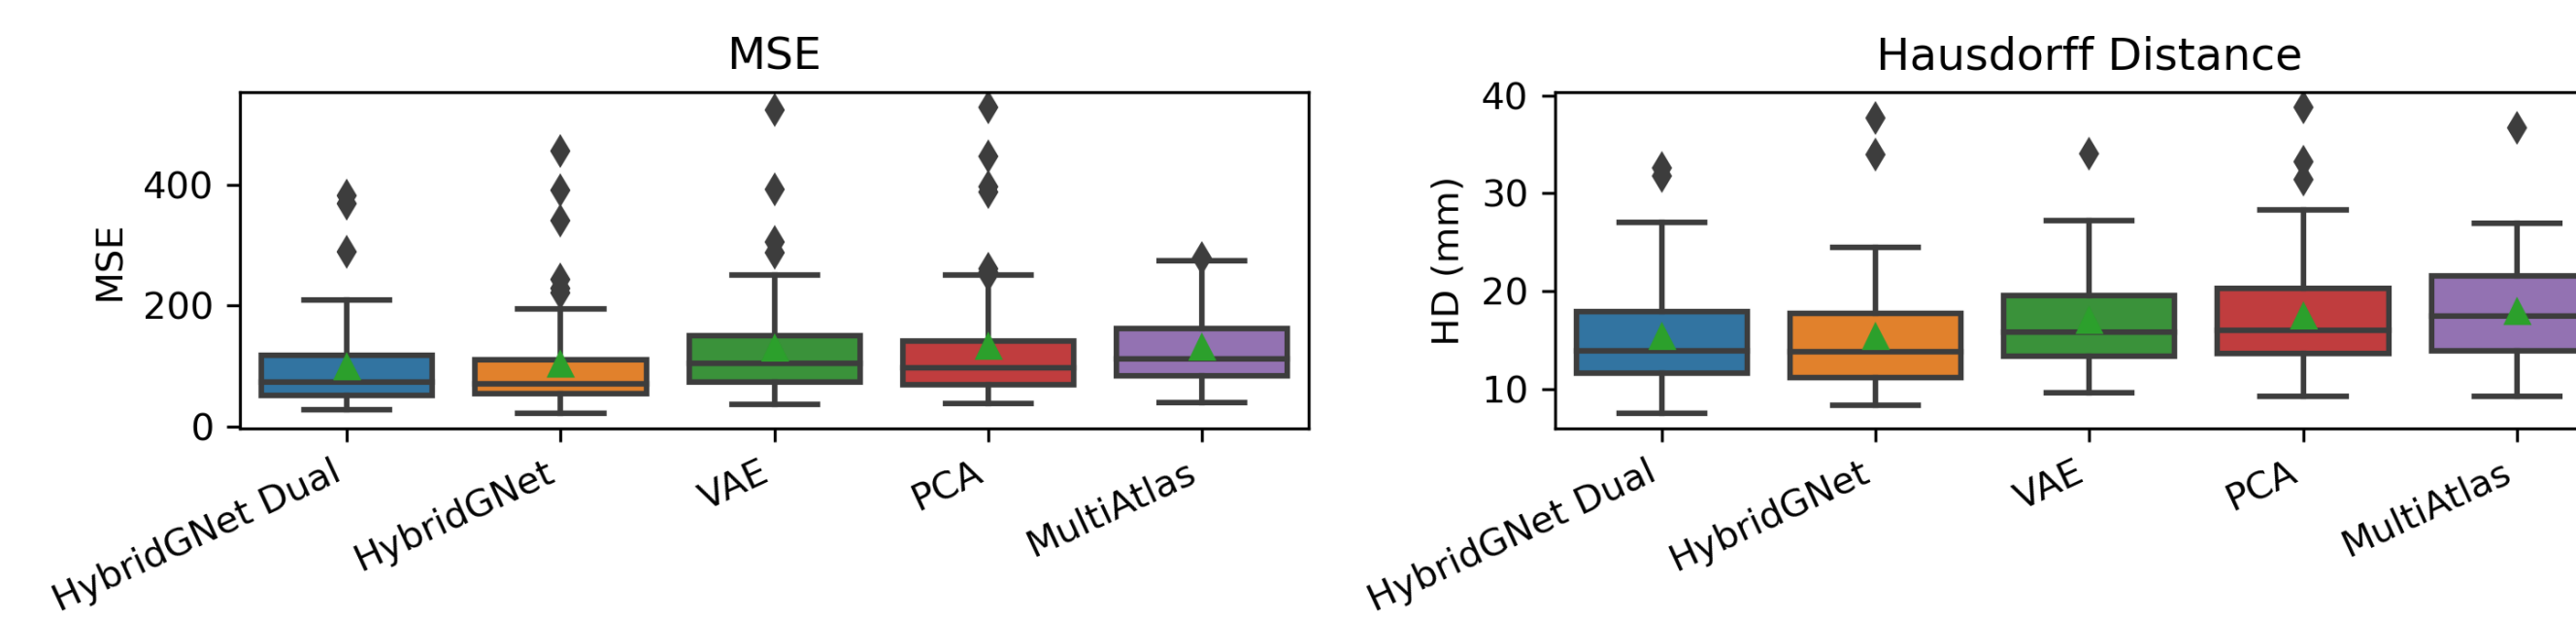 MSE
MSE
400
200
0
HybridGNet Dual
HybridGNet
VAE
PCA
MultiAtlas
Hausdorff Distance
HD (mm)
40
30
20
10
HybridGNet Dual
HybridGNet
VAE
PCA
MultiAtlas